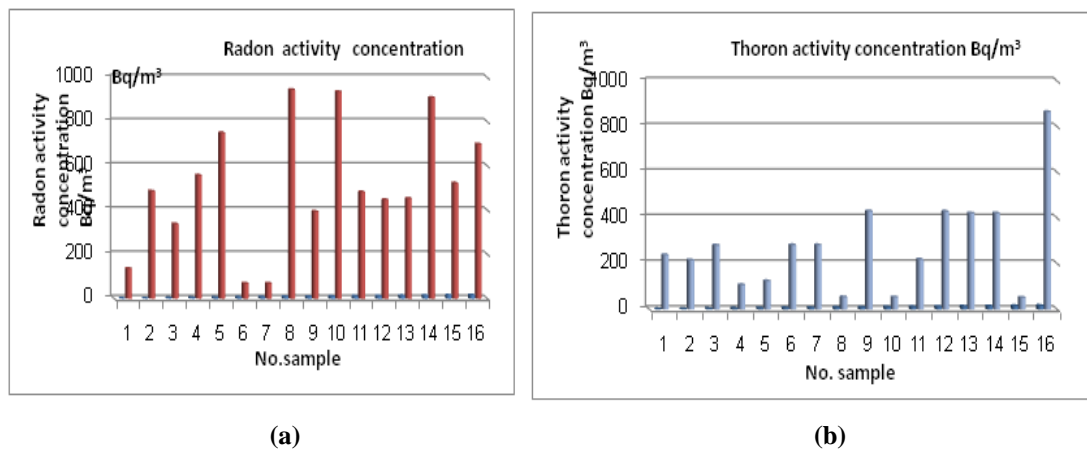 Radon activity concentration
Bq/m³
1000
800
600
400
200
0
Radon activity
concentration
Bq/m³
1 2 3 4 5 6 7 8 9 10 11 12 13 14 15 16
No.sample
(a)
Thoron activity concentration Bq/m³
1000
800
600
400
200
0
Thoron activity
concentration Bq/m³
1 2 3 4 5 6 7 8 9 10 11 12 13 14 15 16
No. sample
(b)